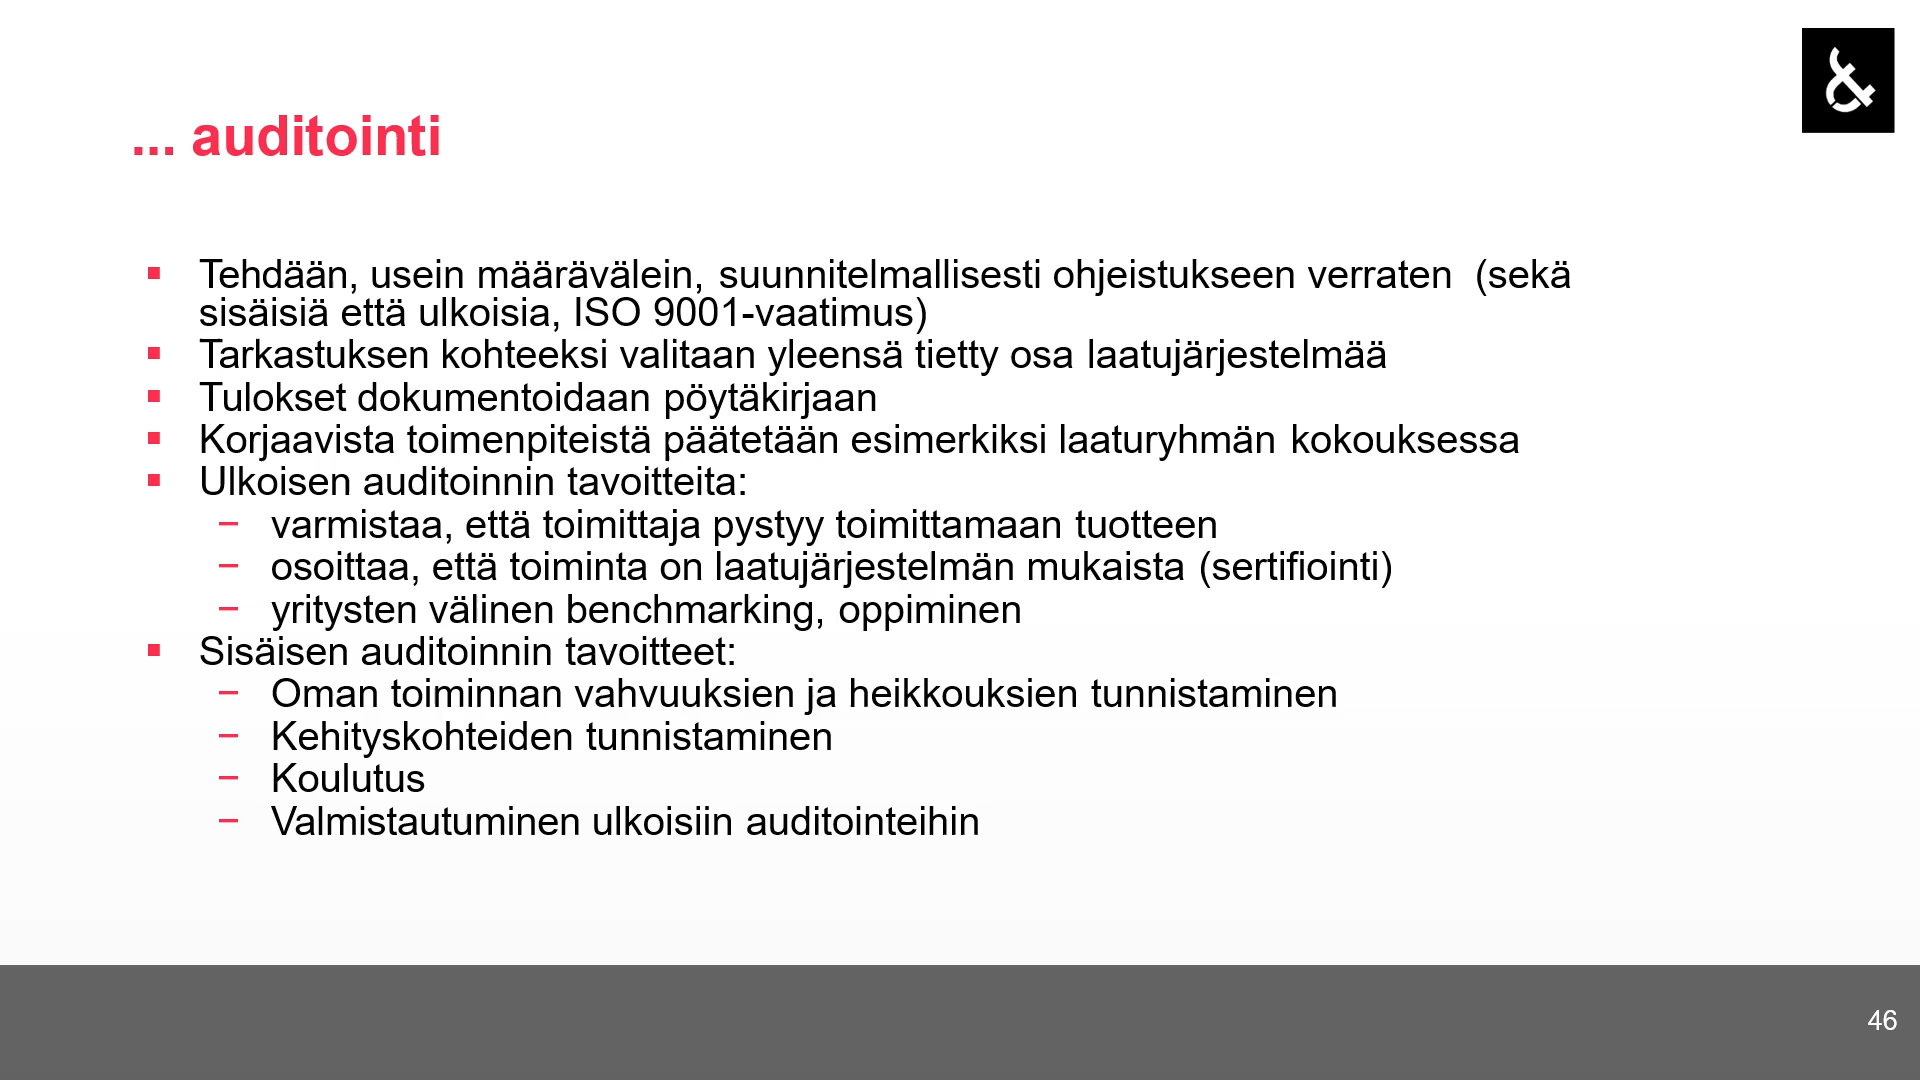 &
... auditointi
▪ Tehdään, usein määrävälein, suunnitelmallisesti ohjeistukseen verraten (sekä
sisäisiä että ulkoisia, ISO 9001-vaatimus)
▪ Tarkastuksen kohteeksi valitaan yleensä tietty osa laatujärjestelmää
▪ Tulokset dokumentoidaan pöytäkirjaan
▪ Korjaavista toimenpiteistä päätetään esimerkiksi laaturyhmän kokouksessa
▪ Ulkoisen auditoinnin tavoitteita:
– varmistaa, että toimittaja pystyy toimittamaan tuotteen
– osoittaa, että toiminta on laatujärjestelmän mukaista (sertifiointi)
– yritysten välinen benchmarking, oppiminen
▪ Sisäisen auditoinnin tavoitteet:
– Oman toiminnan vahvuuksien ja heikkouksien tunnistaminen
– Kehityskohteiden tunnistaminen
– Koulutus
– Valmistautuminen ulkoisiin auditointeihin
46